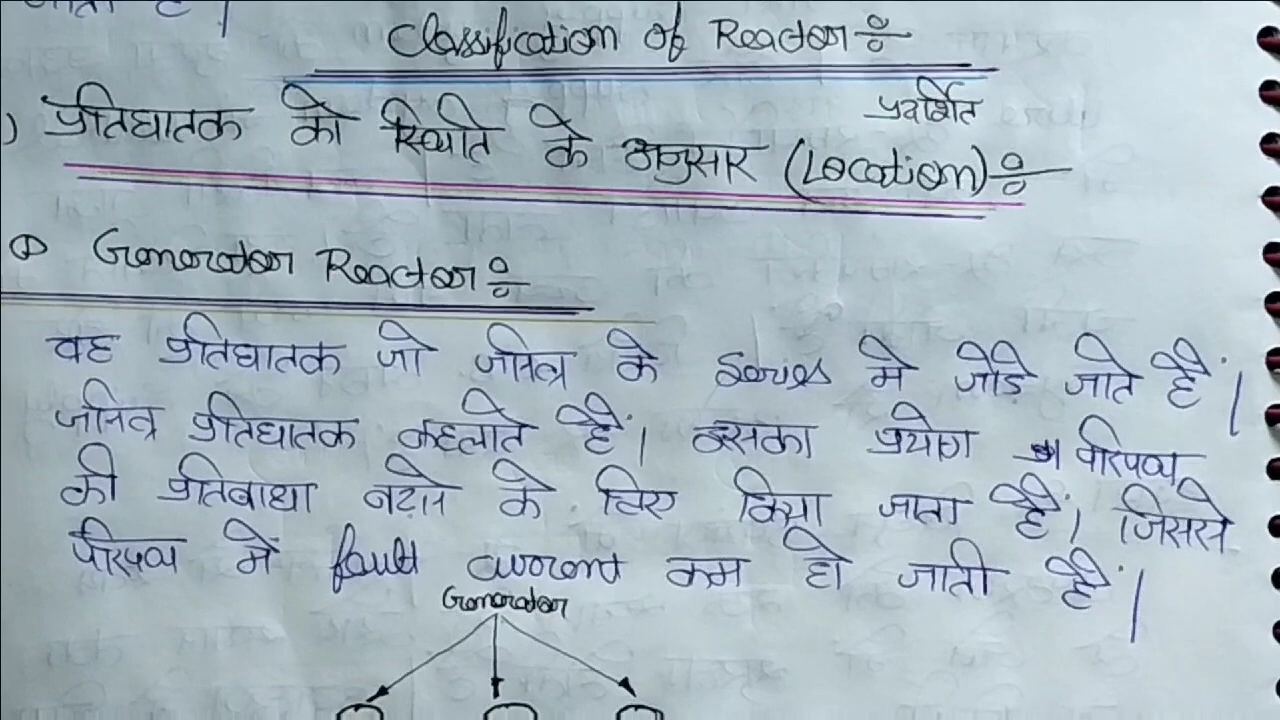 Classification of Reactor÷
प्रदर्शित
) प्रतिघातक की स्थिति के अनुसार (Location)÷
① Generator Reactor÷
वह प्रतिघातक जो जनित्र के Series मे जोड़े जाते हैं।
जनित्र प्रतिघातक कहलाते हैं। इसका प्रयोग परिपथ
की प्रतिबाधा बढ़ाने के लिए किया जाता हैं। जिससे
परिपथ में fault current कम हो जाती हैं।
Generator